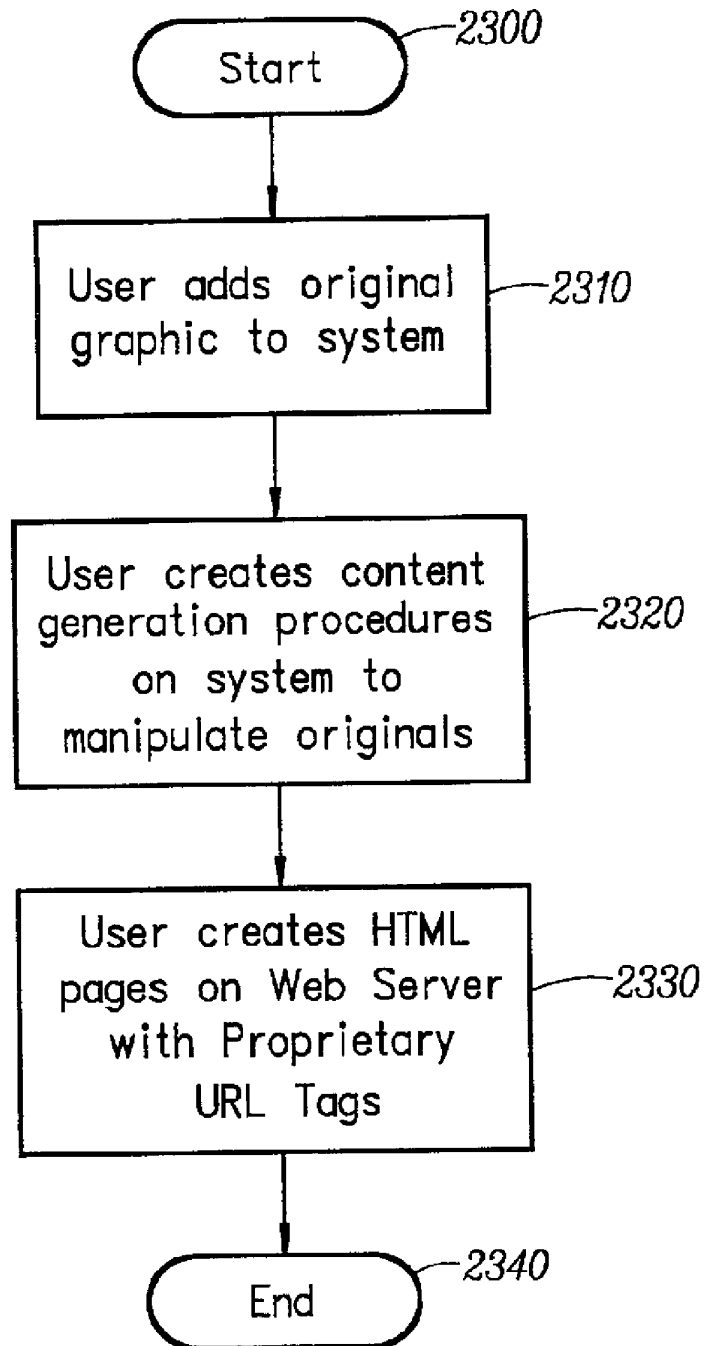 2300
Start
User adds original
graphic to system
2310
User creates content
generation procedures
on system to
manipulate originals
2320
User creates HTML
pages on Web Server
with Proprietary
URL Tags
2330
2340
End